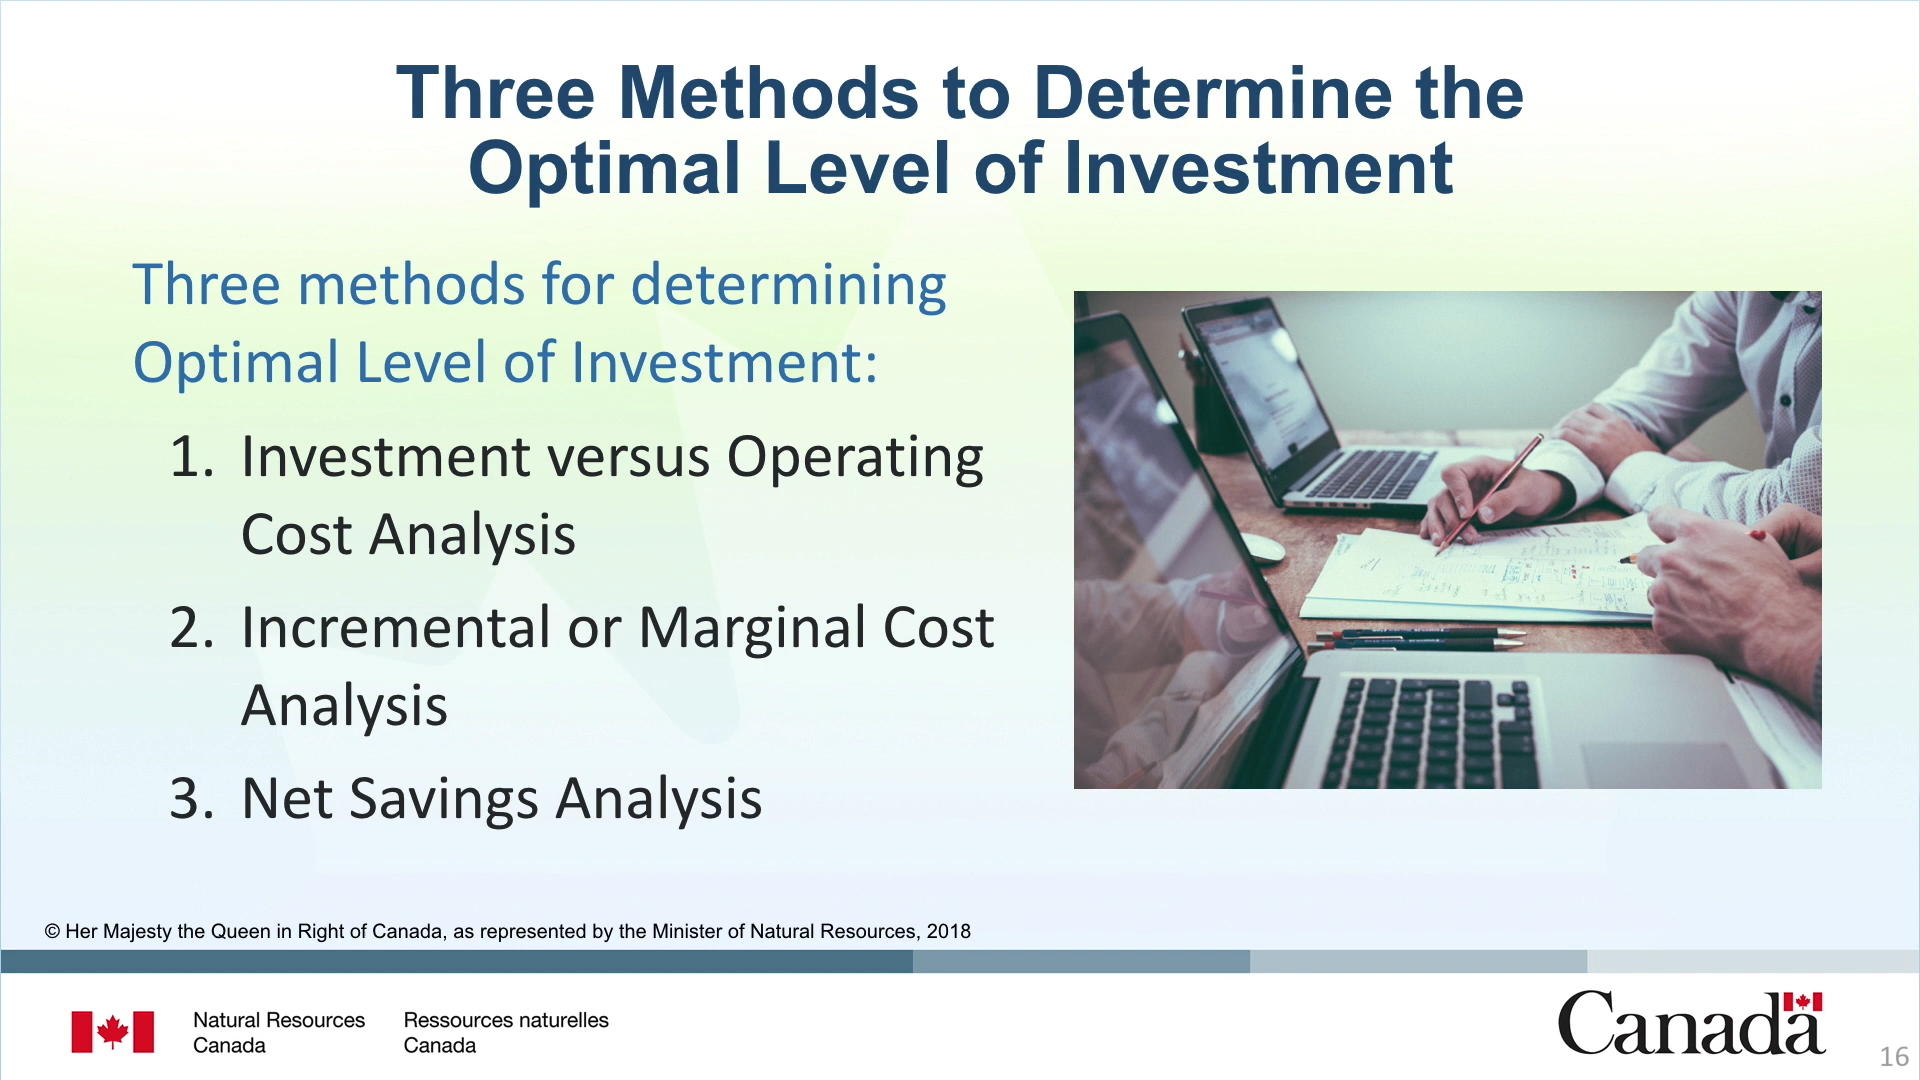 Three Methods to Determine the
Optimal Level of Investment
Three methods for determining
Optimal Level of Investment:
1. Investment versus Operating
Cost Analysis
2. Incremental or Marginal Cost
Analysis
3. Net Savings Analysis
© Her Majesty the Queen in Right of Canada, as represented by the Minister of Natural Resources, 2018
Natural Resources
Canada
Ressources naturelles
Canada
Canada
16